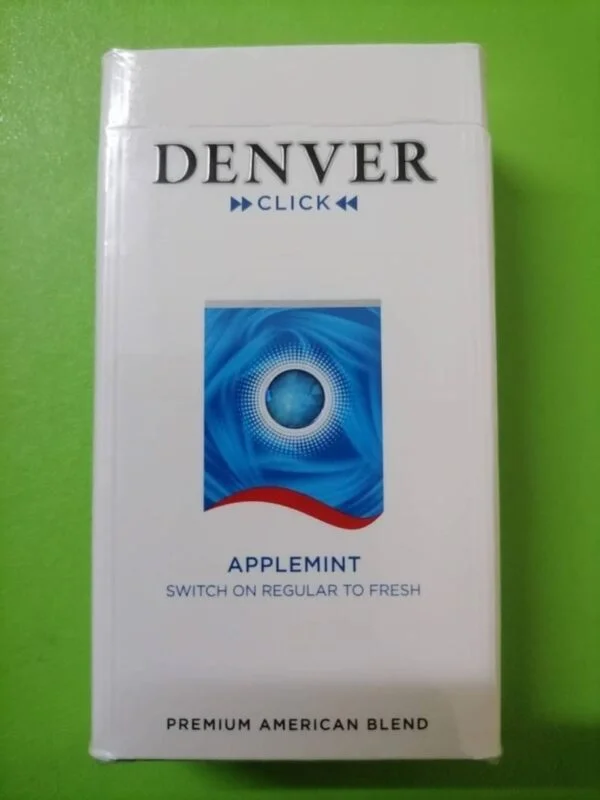 DENVER
CLICK
APPLEMINT
SWITCH ON REGULAR TO FRESH
PREMIUM AMERICAN BLEND